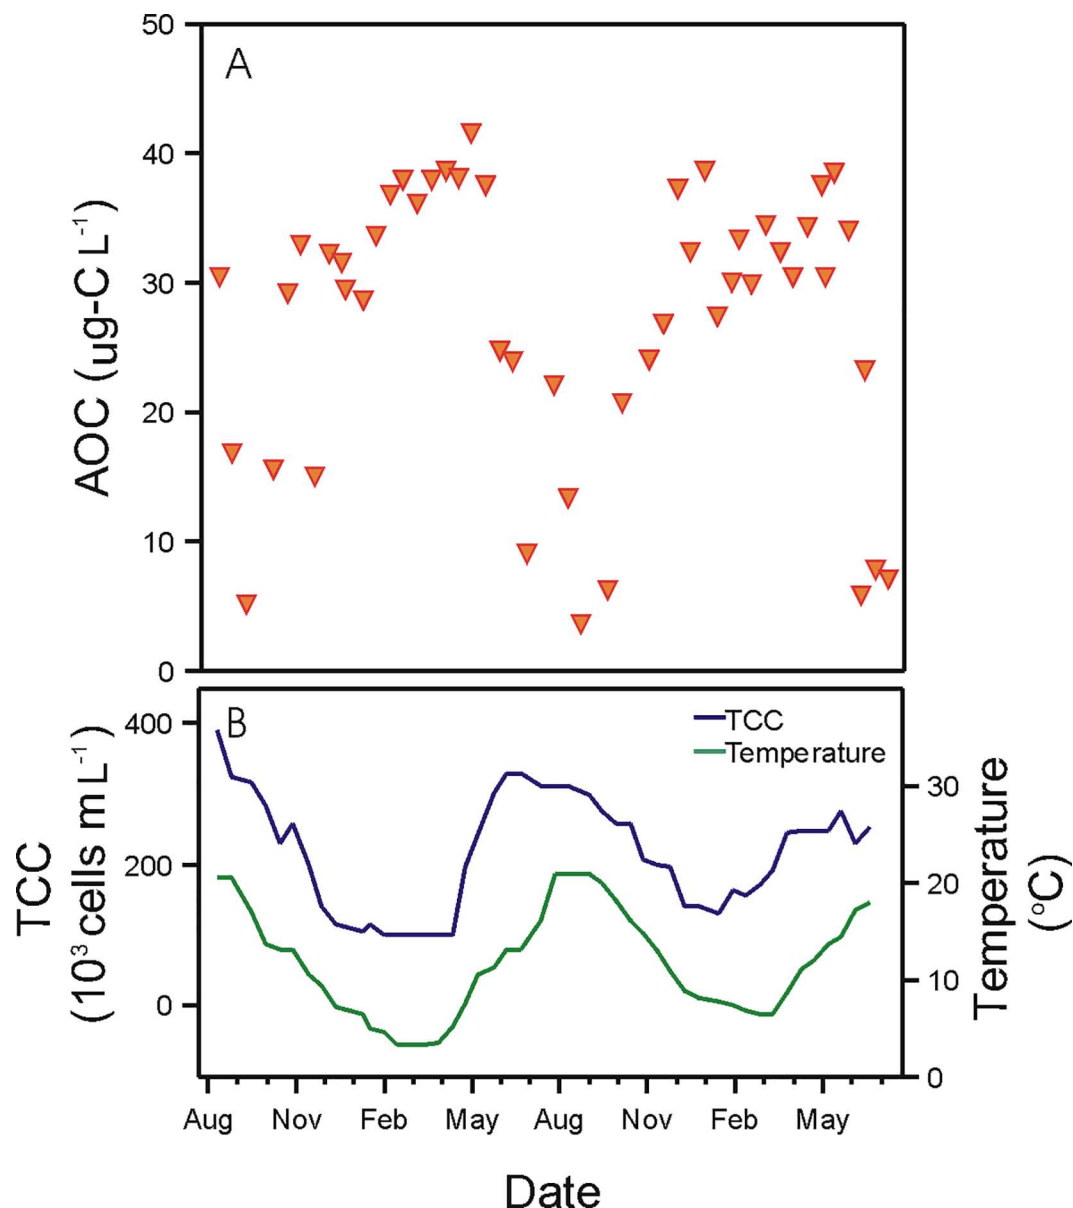 A
50
40
30
20
10
0
AOC (ug-C L⁻¹)
B
TCC
Temperature
400
200
0
TCC
(10³ cells mL⁻¹)
30
20
10
0
Temperature
(°C)
Aug Nov Feb May Aug Nov Feb May
Date